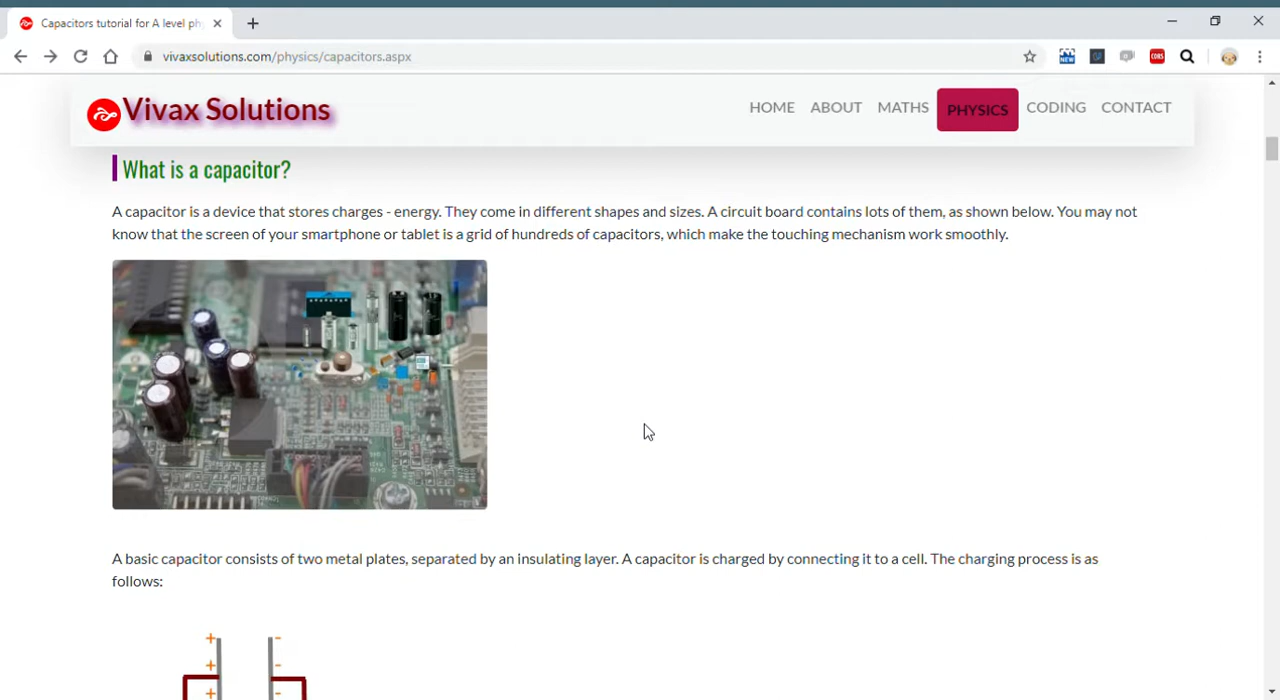 Capacitors tutorial for A level ph
vivaxsolutions.com/physics/capacitors.aspx
NEW
CORS
Vivax Solutions
HOME ABOUT MATHS PHYSICS CODING CONTACT
What is a capacitor?
A capacitor is a device that stores charges - energy. They come in different shapes and sizes. A circuit board contains lots of them, as shown below. You may not
know that the screen of your smartphone or tablet is a grid of hundreds of capacitors, which make the touching mechanism work smoothly.
A basic capacitor consists of two metal plates, separated by an insulating layer. A capacitor is charged by connecting it to a cell. The charging process is as
follows:
+ -
+ -
+ -